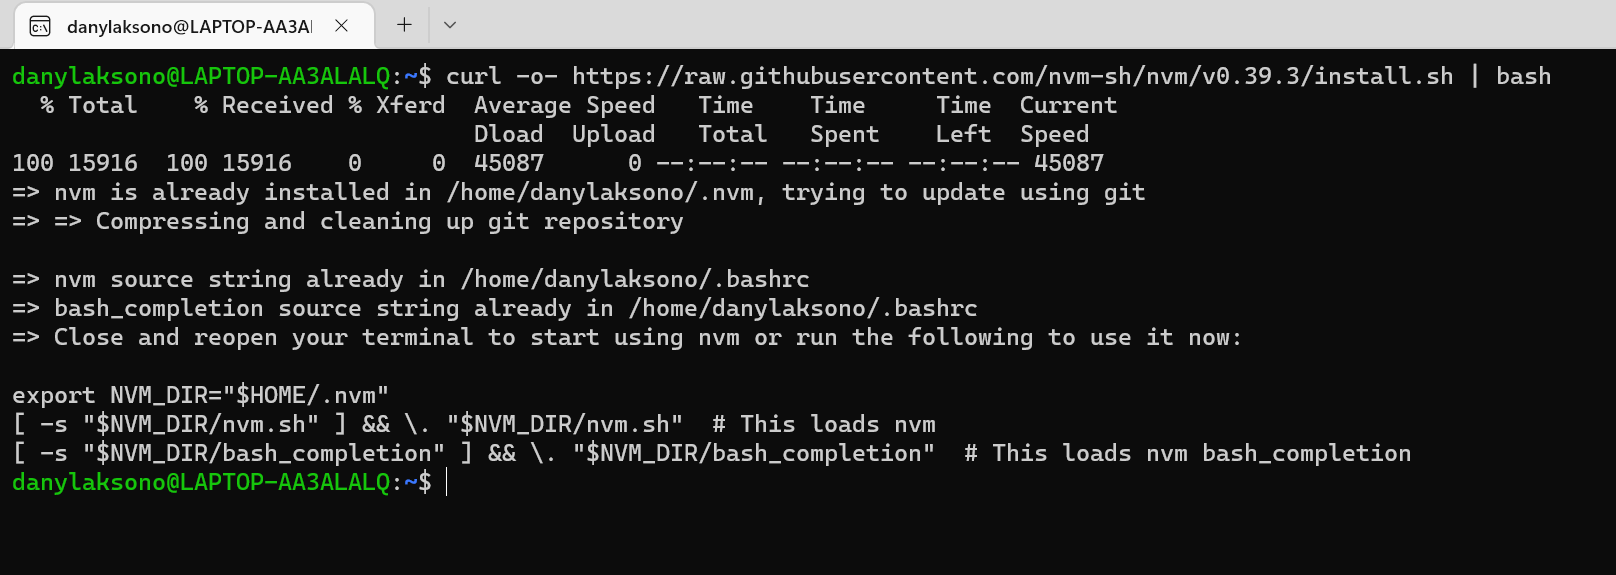 danylaksono@LAPTOP-AA3Al
danylaksono@LAPTOP-AA3ALALQ:~$ curl -o- https://raw.githubusercontent.com/nvm-sh/nvm/v0.39.3/install.sh | bash
  % Total    % Received % Xferd  Average Speed   Time    Time     Time  Current
                                 Dload  Upload   Total   Spent    Left  Speed
100 15916  100 15916    0     0  45087      0 --:--:-- --:--:-- --:--:-- 45087
=> nvm is already installed in /home/danylaksono/.nvm, trying to update using git
=> => Compressing and cleaning up git repository

=> nvm source string already in /home/danylaksono/.bashrc
=> bash_completion source string already in /home/danylaksono/.bashrc
=> Close and reopen your terminal to start using nvm or run the following to use it now:

export NVM_DIR="$HOME/.nvm"
[ -s "$NVM_DIR/nvm.sh" ] && \. "$NVM_DIR/nvm.sh"  # This loads nvm
[ -s "$NVM_DIR/bash_completion" ] && \. "$NVM_DIR/bash_completion"  # This loads nvm bash_completion
danylaksono@LAPTOP-AA3ALALQ:~$